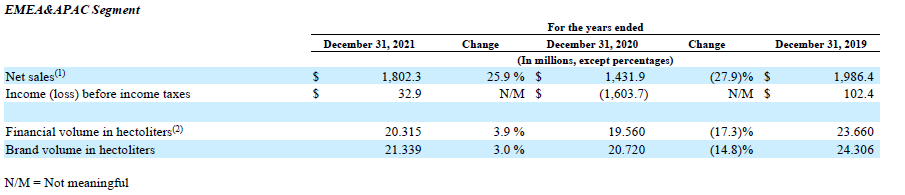 EMEA&APAC Segment
For the years ended
December 31, 2021 Change December 31, 2020 Change December 31, 2019
(In millions, except percentages)
Net sales(1) $ 1,802.3 25.9 % $ 1,431.9 (27.9)% $ 1,986.4
Income (loss) before income taxes $ 32.9 N/M $ (1,603.7) N/M $ 102.4
Financial volume in hectoliters(2) 20.315 3.9 % 19.560 (17.3)% 23.660
Brand volume in hectoliters 21.339 3.0 % 20.720 (14.8)% 24.306
N/M = Not meaningful